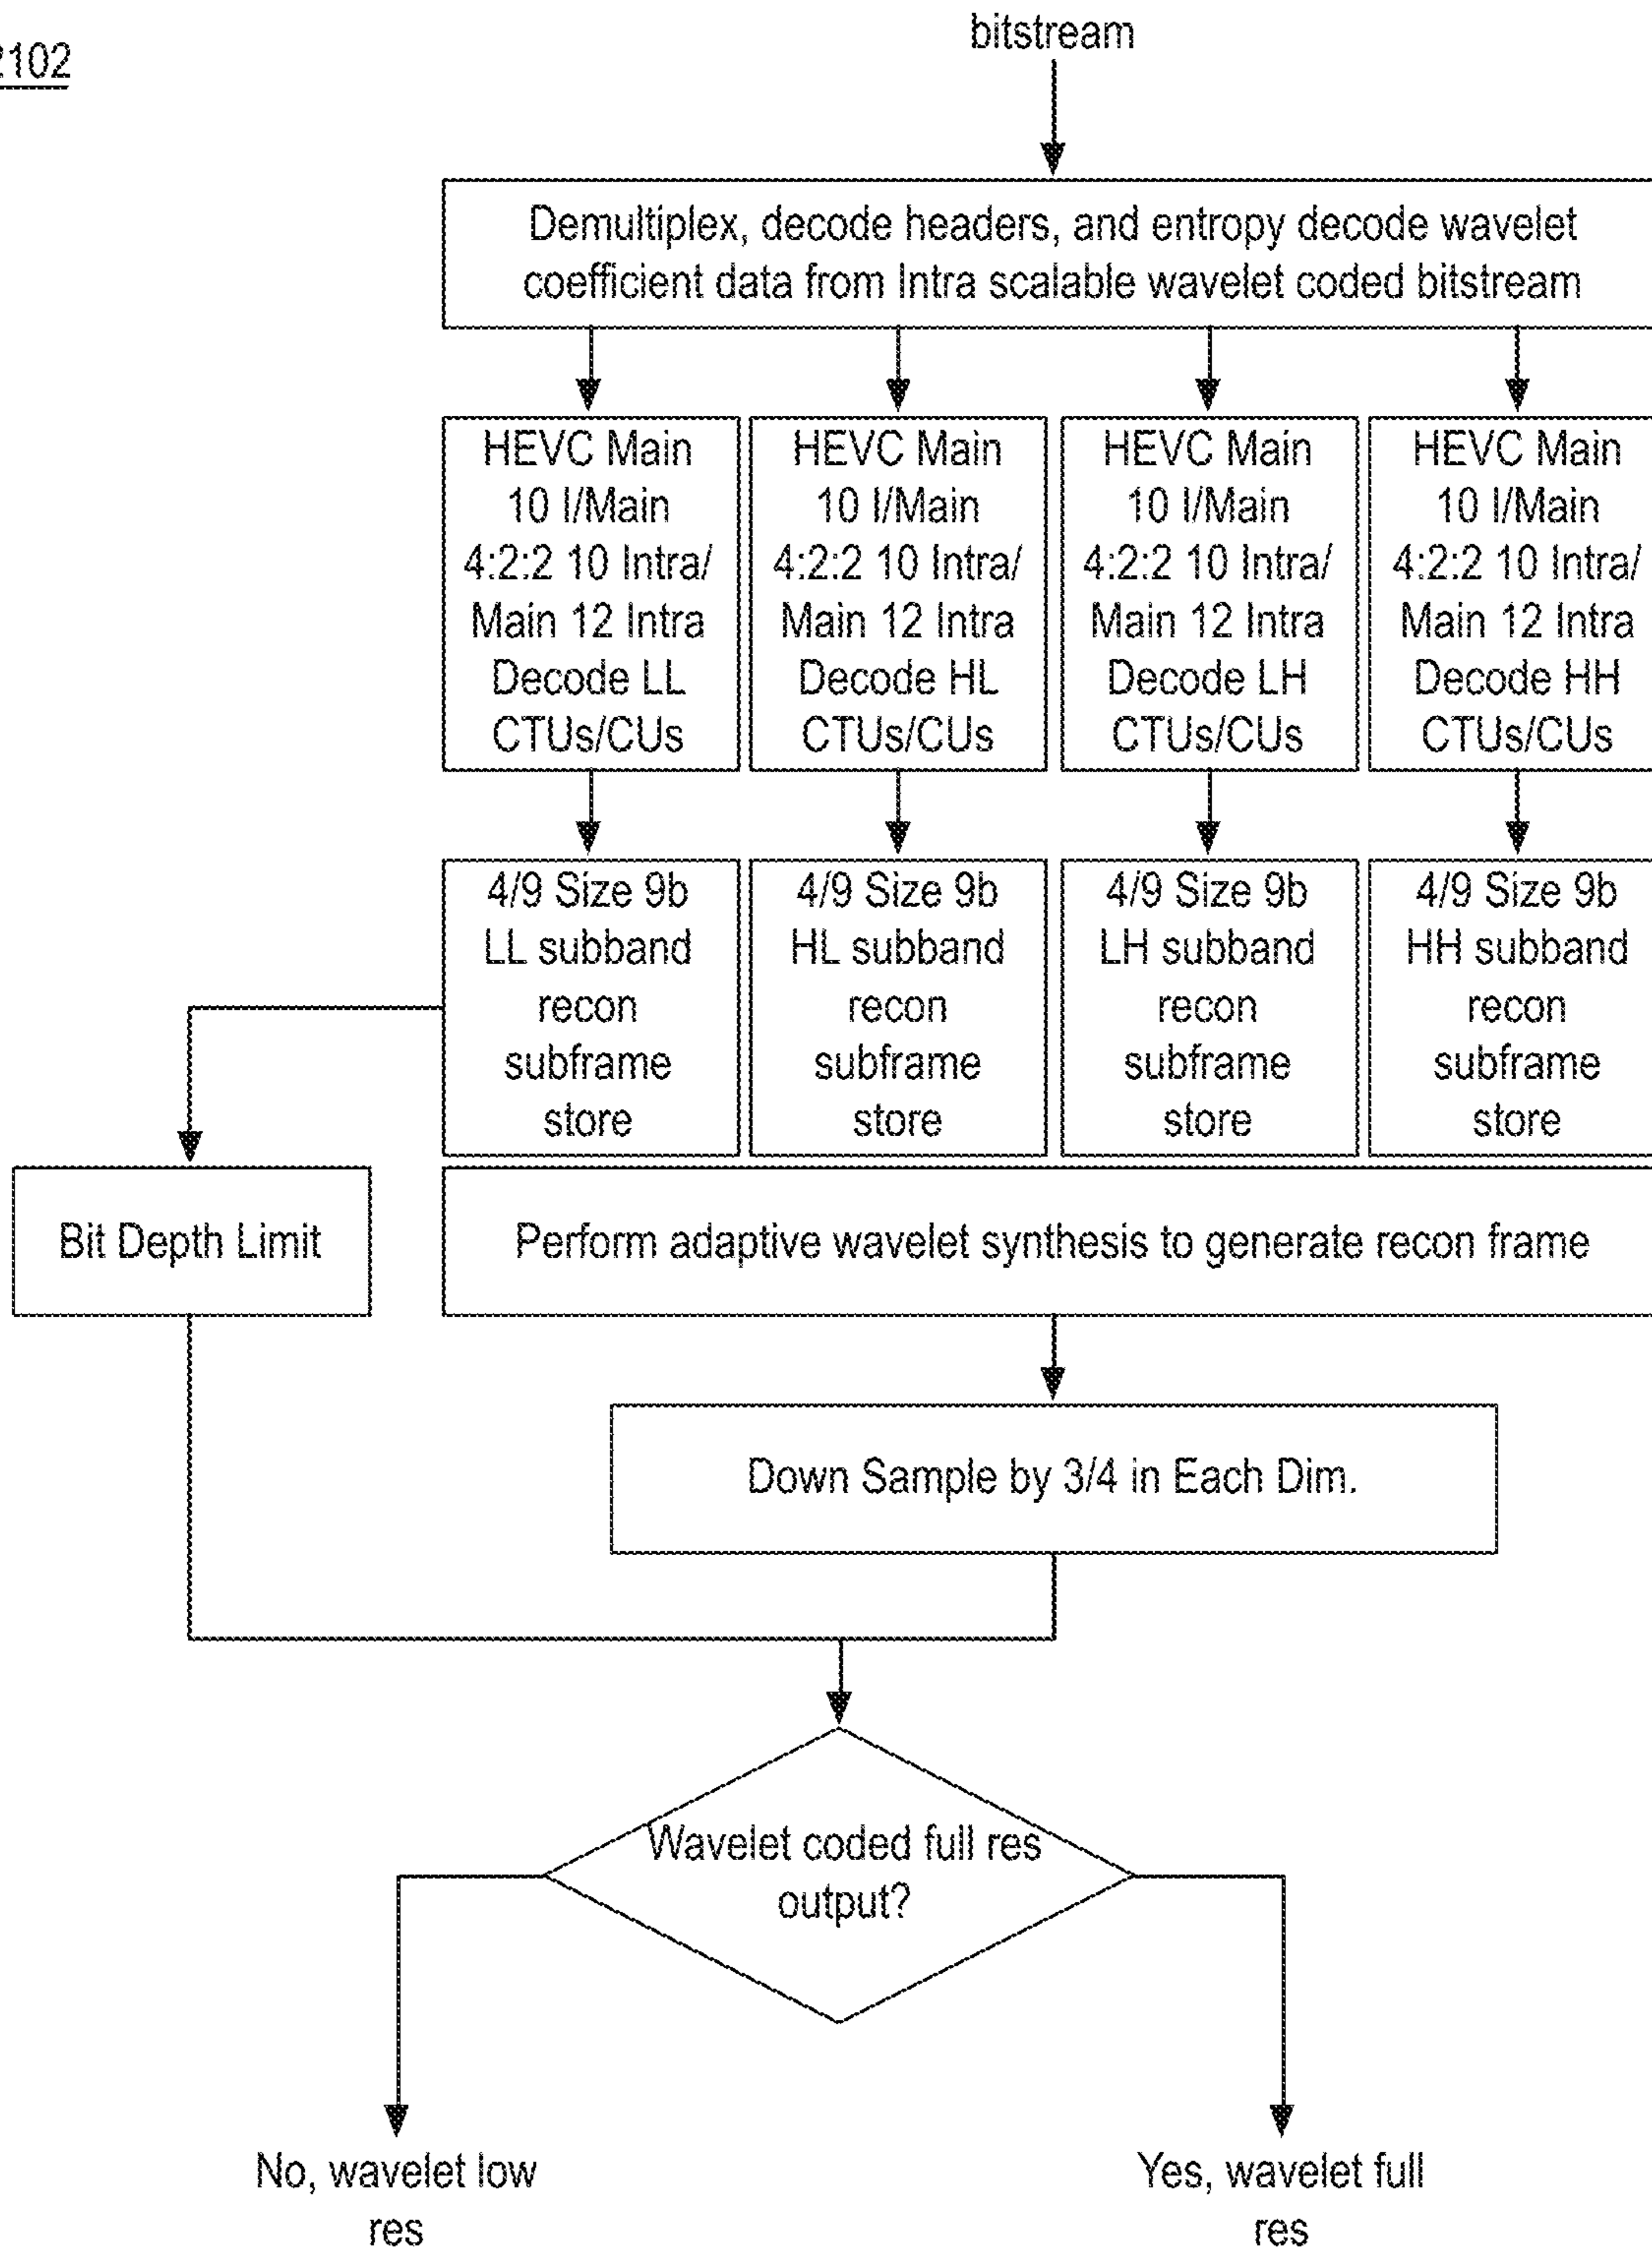 2102
bitstream
Demultiplex, decode headers, and entropy decode wavelet
coefficient data from Intra scalable wavelet coded bitstream
HEVC Main
10 I/Main
4:2:2 10 Intra/
Main 12 Intra
Decode LL
CTUs/CUs
HEVC Main
10 I/Main
4:2:2 10 Intra/
Main 12 Intra
Decode HL
CTUs/CUs
HEVC Main
10 I/Main
4:2:2 10 Intra/
Main 12 Intra
Decode LH
CTUs/CUs
HEVC Main
10 I/Main
4:2:2 10 Intra/
Main 12 Intra
Decode HH
CTUs/CUs
4/9 Size 9b
LL subband
recon
subframe
store
4/9 Size 9b
HL subband
recon
subframe
store
4/9 Size 9b
LH subband
recon
subframe
store
4/9 Size 9b
HH subband
recon
subframe
store
Bit Depth Limit
Perform adaptive wavelet synthesis to generate recon frame
Down Sample by 3/4 in Each Dim.
Wavelet coded full res
output?
No, wavelet low
res
Yes, wavelet full
res